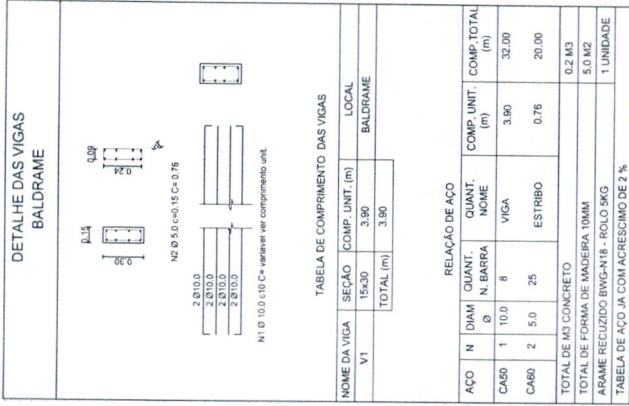 DETALHE DAS VIGAS
BALDRAME
0.15
0.09
0.30
0.24
N2 Ø 5.0 c=0.15 C= 0.76
2 Ø10.0
2 Ø10.0
2 Ø10.0
2 Ø10.0
N1 Ø 10.0 c10 C= variavel ver comprimento unit.
TABELA DE COMPRIMENTO DAS VIGAS
NOME DA VIGA SEÇÃO COMP. UNIT. (m) LOCAL
V1 15x30 3.90 BALDRAME
TOTAL (m) 3.90
RELAÇÃO DE AÇO
AÇO N DIAM Ø QUANT. N. BARRA QUANT. NOME COMP. UNIT. (m) COMP. TOTAL (m)
CA50 1 10.0 8 VIGA 3.90 32.00
CA60 2 5.0 25 ESTRIBO 0.76 20.00
TOTAL DE M3 CONCRETO 0.2 M3
TOTAL DE FORMA DE MADEIRA 10MM 5.0 M2
ARAME RECUZIDO BWG-N18 - ROLO 5KG 1 UNIDADE
TABELA DE AÇO JA COM ACRESCIMO DE 2 %